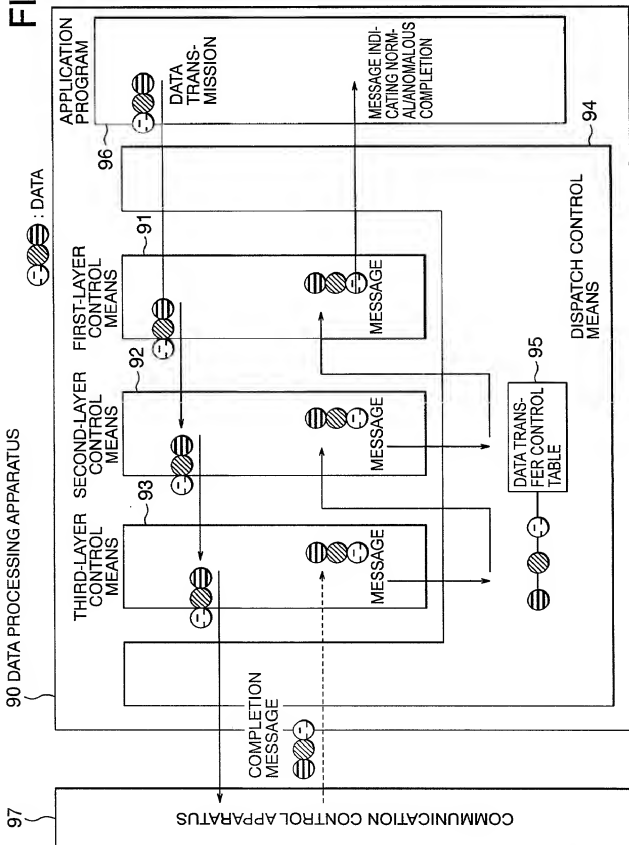 FI
: DATA
90 DATA PROCESSING APPARATUS
APPLICATION
PROGRAM
96
DATA
TRANS-
MISSION
MESSAGE INDI-
CATING NORM-
AL/ANOMALOUS
COMPLETION
94
FIRST-LAYER
CONTROL
MEANS
91
MESSAGE
SECOND-LAYER
CONTROL
MEANS
92
MESSAGE
THIRD-LAYER
CONTROL
MEANS
93
MESSAGE
DISPATCH CONTROL
MEANS
95
DATA TRANS-
FER CONTROL
TABLE
COMPLETION
MESSAGE
97
COMMUNICATION CONTROL APPARATUS